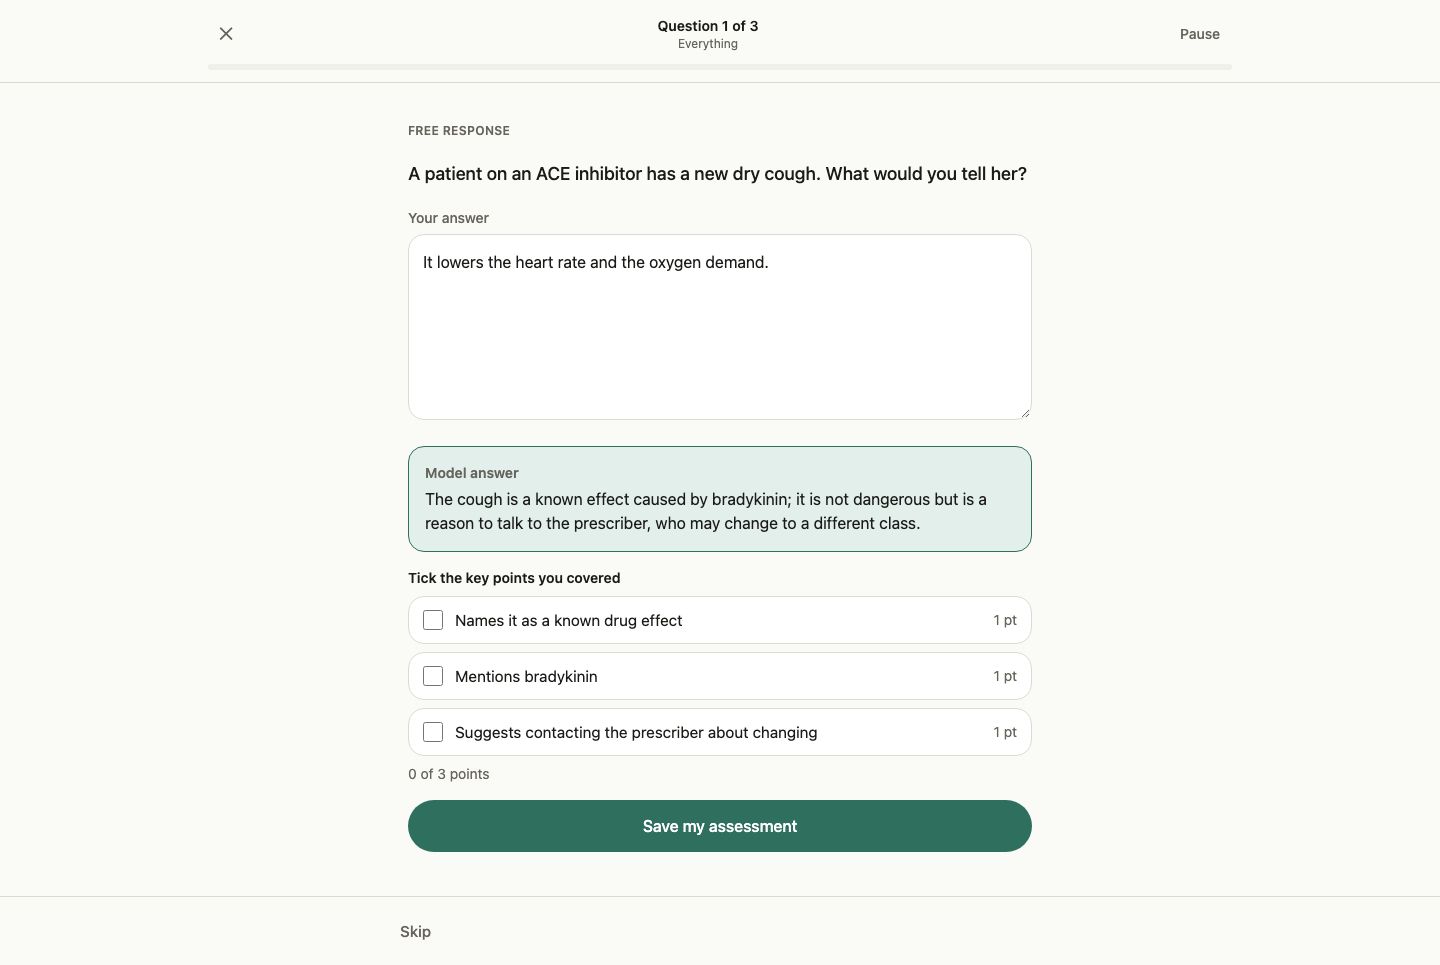 Question 1 of 3
Everything
Pause
FREE RESPONSE
A patient on an ACE inhibitor has a new dry cough. What would you tell her?
Your answer
It lowers the heart rate and the oxygen demand.
Model answer
The cough is a known effect caused by bradykinin; it is not dangerous but is a
reason to talk to the prescriber, who may change to a different class.
Tick the key points you covered
Names it as a known drug effect 1 pt
Mentions bradykinin 1 pt
Suggests contacting the prescriber about changing 1 pt
0 of 3 points
Save my assessment
Skip